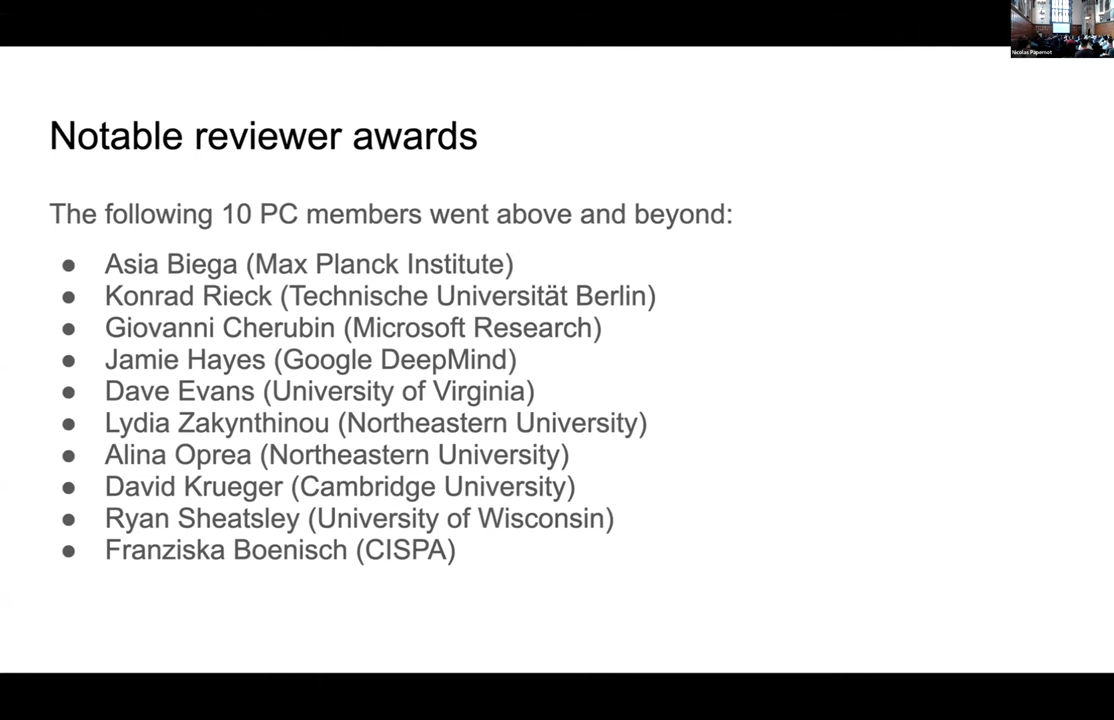 Nicolas Papernot
Notable reviewer awards
The following 10 PC members went above and beyond:
● Asia Biega (Max Planck Institute)
● Konrad Rieck (Technische Universität Berlin)
● Giovanni Cherubin (Microsoft Research)
● Jamie Hayes (Google DeepMind)
● Dave Evans (University of Virginia)
● Lydia Zakynthinou (Northeastern University)
● Alina Oprea (Northeastern University)
● David Krueger (Cambridge University)
● Ryan Sheatsley (University of Wisconsin)
● Franziska Boenisch (CISPA)